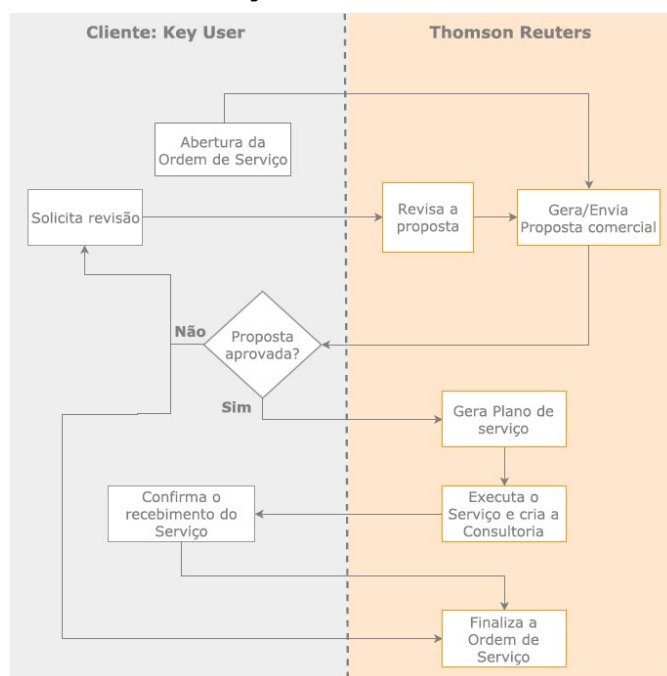 Cliente: Key User
Thomson Reuters
Abertura da
Ordem de Serviço
Solicita revisão
Revisa a
proposta
Gera/Envia
Proposta comercial
Não
Proposta
aprovada?
Sim
Gera Plano de
serviço
Confirma o
recebimento do
Serviço
Executa o
Serviço e cria a
Consultoria
Finaliza a
Ordem de
Serviço